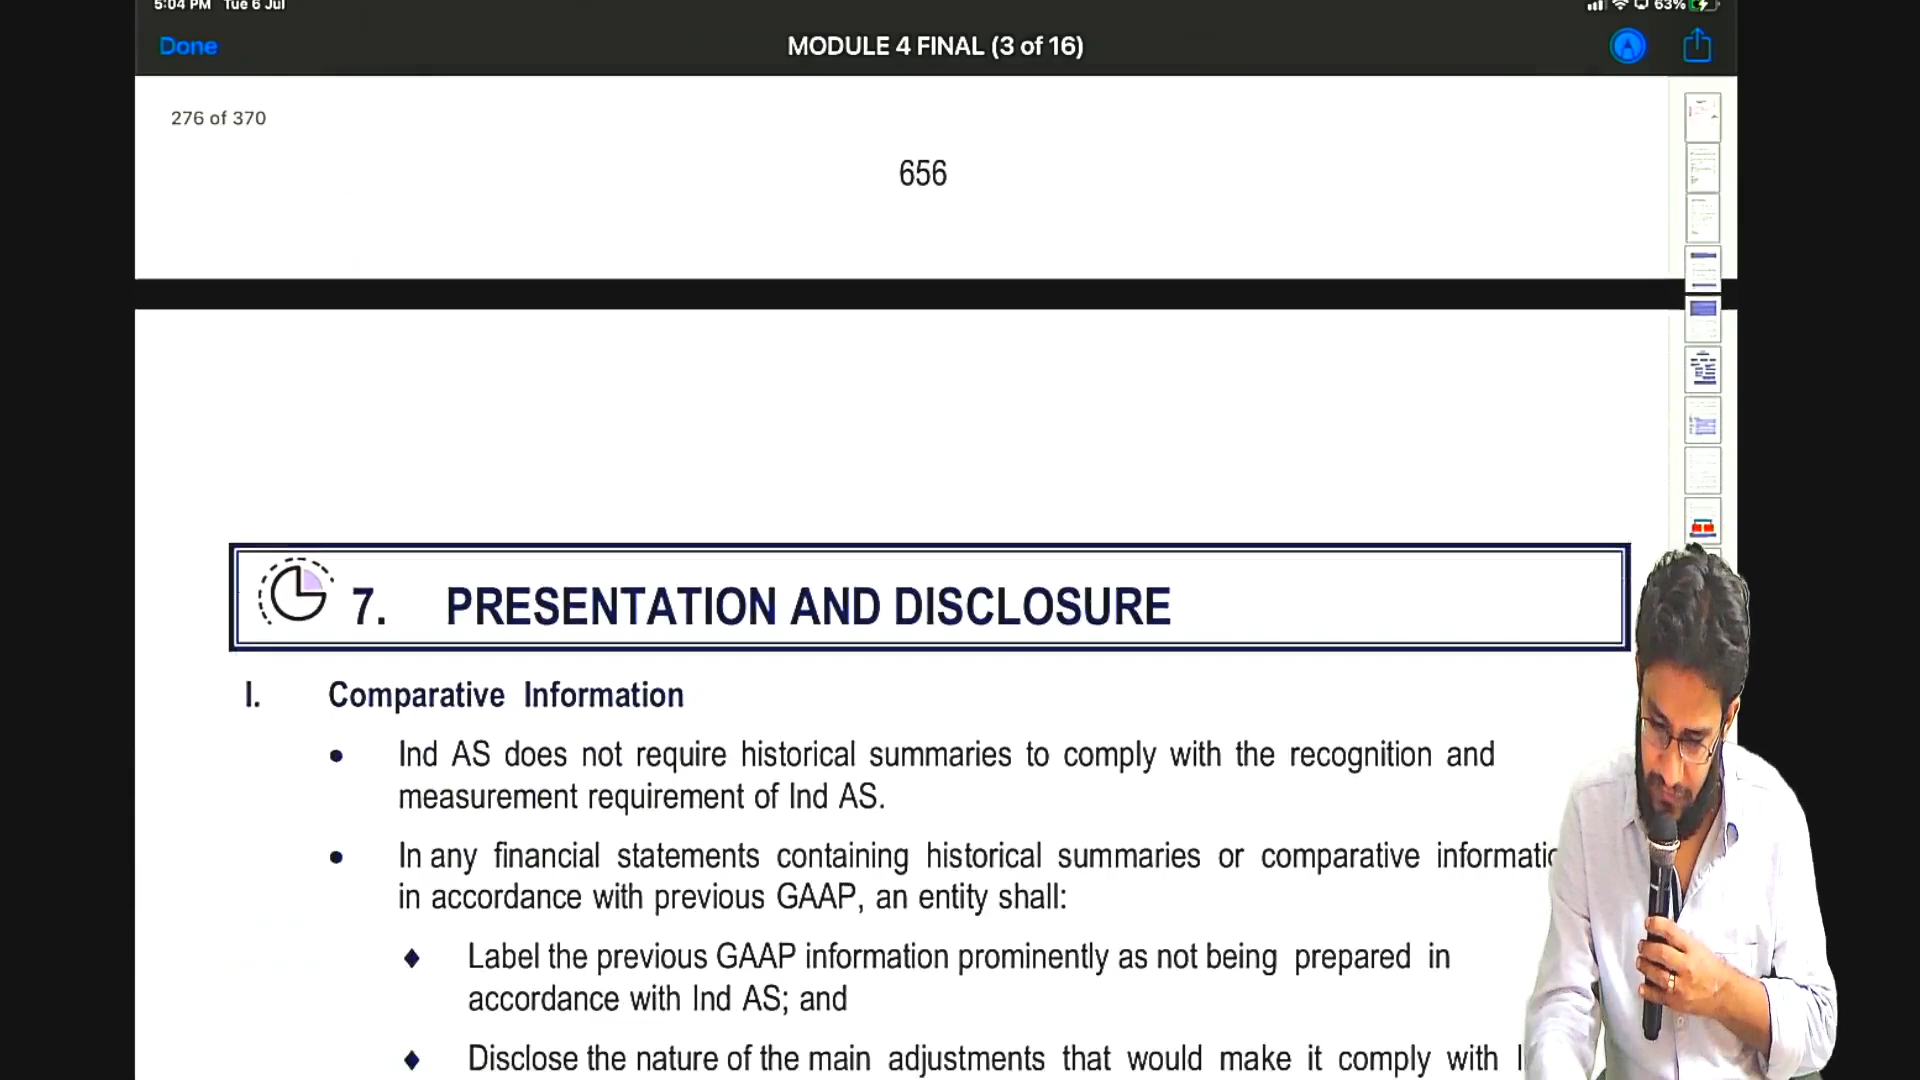 5:04 PM Tue 6 Jul
63%
Done
MODULE 4 FINAL (3 of 16)
276 of 370
656
7. PRESENTATION AND DISCLOSURE
I. Comparative Information
• Ind AS does not require historical summaries to comply with the recognition and
measurement requirement of Ind AS.
• In any financial statements containing historical summaries or comparative
in accordance with previous GAAP, an entity shall:
♦ Label the previous GAAP information prominently as not being prepared in
accordance with Ind AS; and
♦ Disclose the nature of the main adjustments that would make it comply with